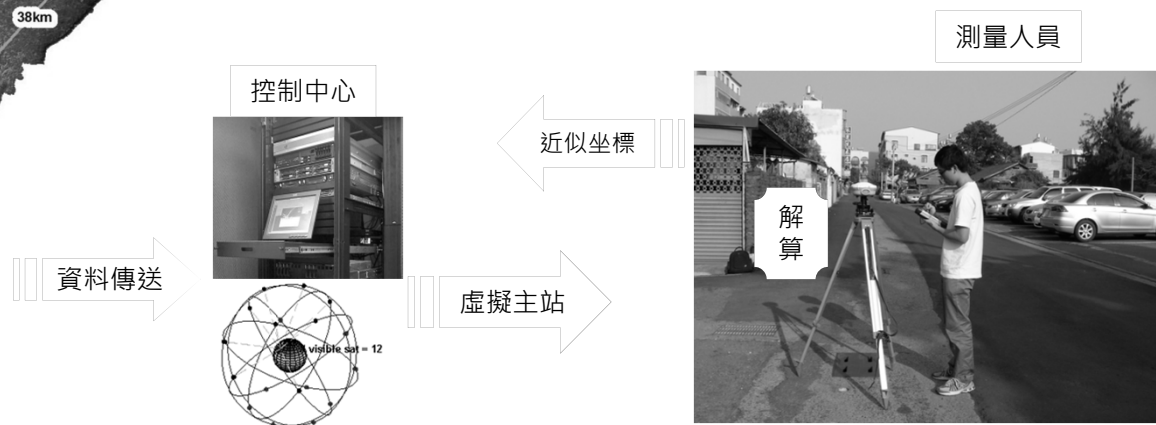 38km
測量人員
控制中心
近似坐標
解
算
資料傳送
虛擬主站
visible sat = 12